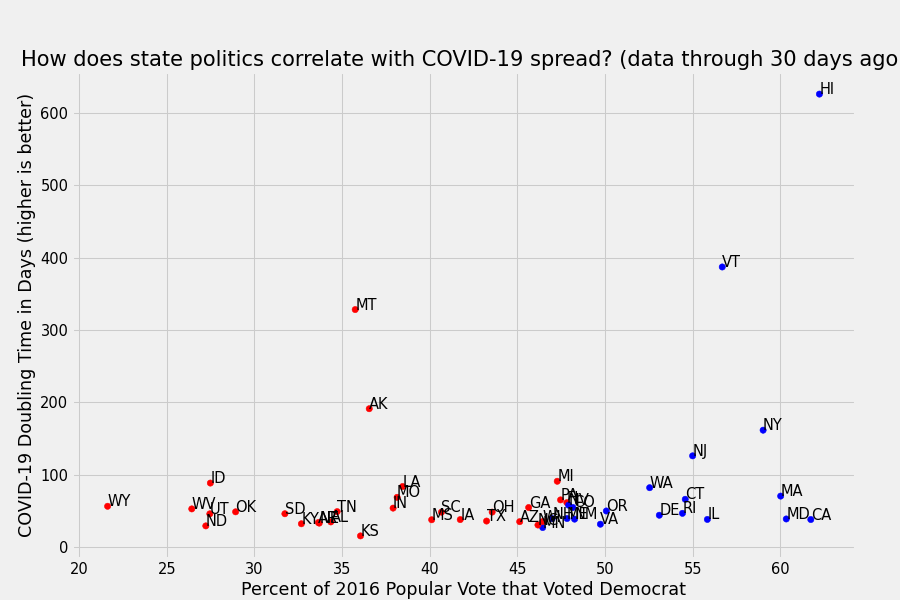 How does state politics correlate with COVID-19 spread? (data through 30 days ago
COVID-19 Doubling Time in Days (higher is better)
600
500
400
300
200
100
0
HI
VT
MT
AK
NY
NJ
ID
LA
MI
WA
MO
MA
WY
WV
UT
ND
OK
SD
KY
TN
KS
IN
MS
SC
IA
TX
OH
GA
AZ
PA
OR
VA
DE
CT
RI
IL
MD
CA
20
25
30
35
40
45
50
55
60
Percent of 2016 Popular Vote that Voted Democrat